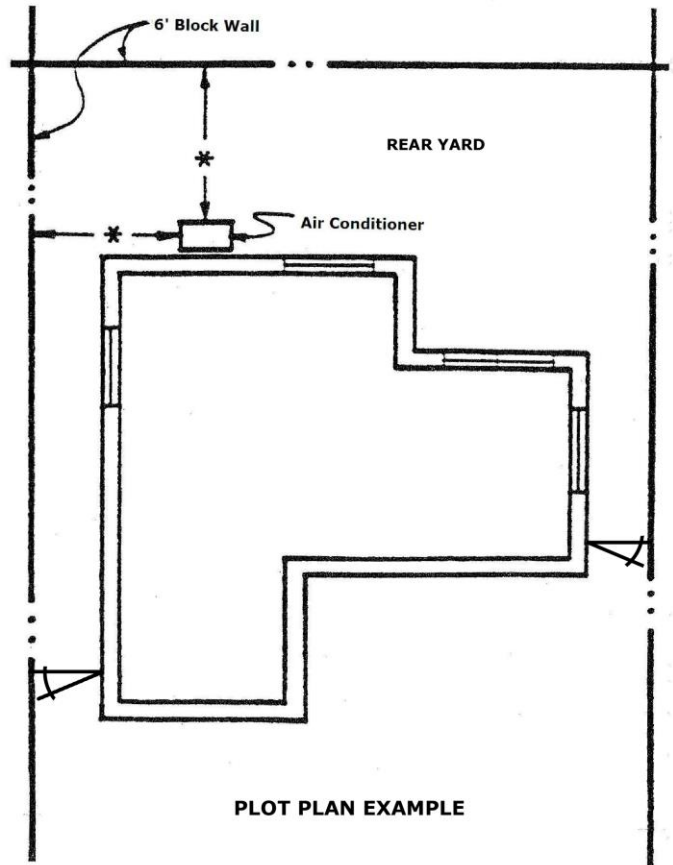 6' Block Wall
REAR YARD
*
Air Conditioner
*
PLOT PLAN EXAMPLE